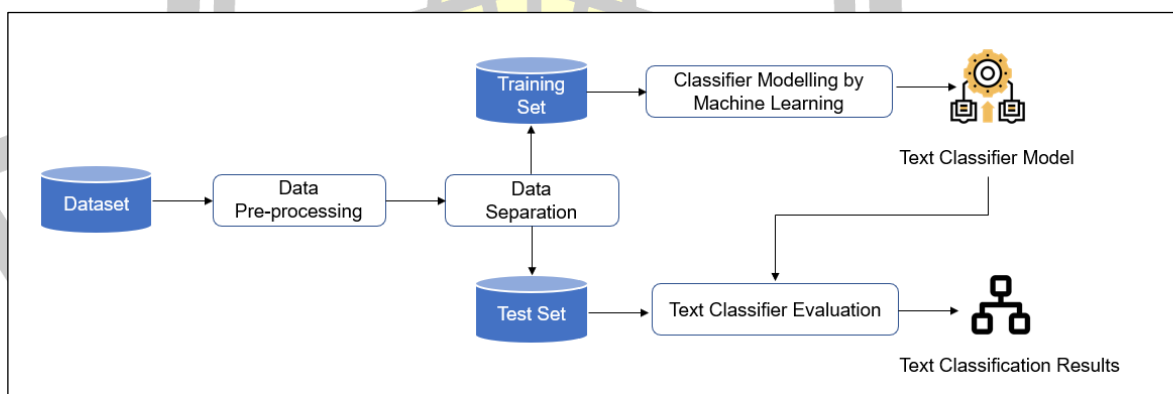 Training
Set
Classifier Modelling by
Machine Learning
Text Classifier Model
Dataset
Data
Pre-processing
Data
Separation
Test Set
Text Classifier Evaluation
Text Classification Results